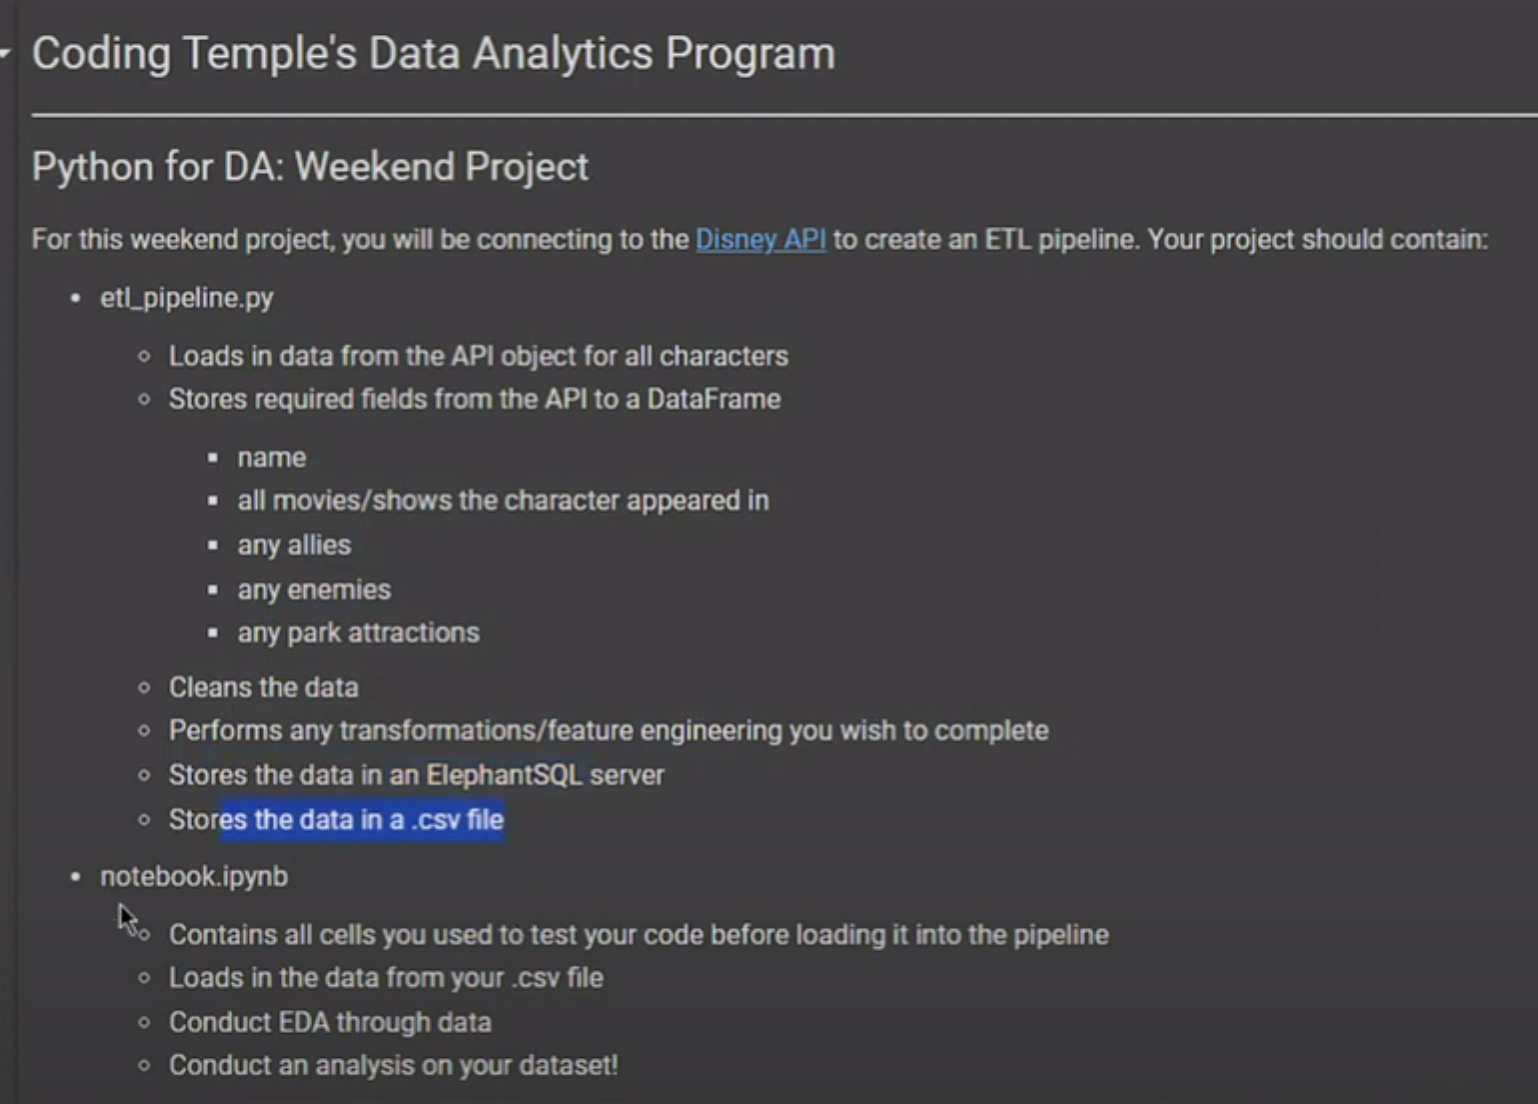 Coding Temple's Data Analytics Program
Python for DA: Weekend Project
For this weekend project, you will be connecting to the Disney API to create an ETL pipeline. Your project should contain:
• etl_pipeline.py
◦ Loads in data from the API object for all characters
◦ Stores required fields from the API to a DataFrame
▪ name
▪ all movies/shows the character appeared in
▪ any allies
▪ any enemies
▪ any park attractions
◦ Cleans the data
◦ Performs any transformations/feature engineering you wish to complete
◦ Stores the data in an ElephantSQL server
◦ Stores the data in a .csv file
• notebook.ipynb
◦ Contains all cells you used to test your code before loading it into the pipeline
◦ Loads in the data from your .csv file
◦ Conduct EDA through data
◦ Conduct an analysis on your dataset!